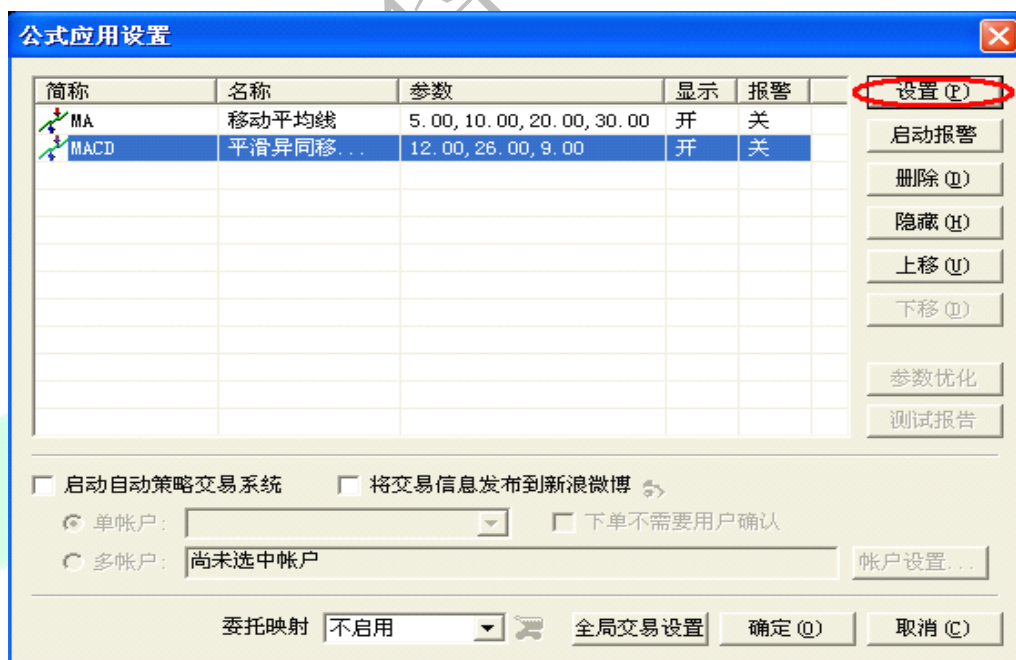 公式应用设置
简称 名称 参数 显示 报警
MA 移动平均线 5.00,10.00,20.00,30.00 开 关
MACD 平滑异同移... 12.00,26.00,9.00 开 关
设置(P)
启动报警
删除(D)
隐藏(H)
上移(U)
下移(D)
参数优化
测试报告
启动自动策略交易系统 将交易信息发布到新浪微博
单帐户: 下单不需要用户确认
多帐户: 尚未选中帐户 帐户设置...
委托映射 不启用 全局交易设置 确定(O) 取消(C)